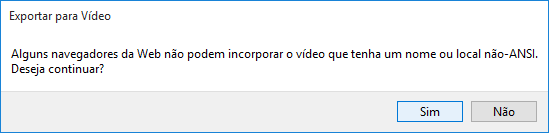 Exportar para Vídeo
Alguns navegadores da Web não podem incorporar o vídeo que tenha um nome ou local não-ANSI.
Deseja continuar?
Sim
Não